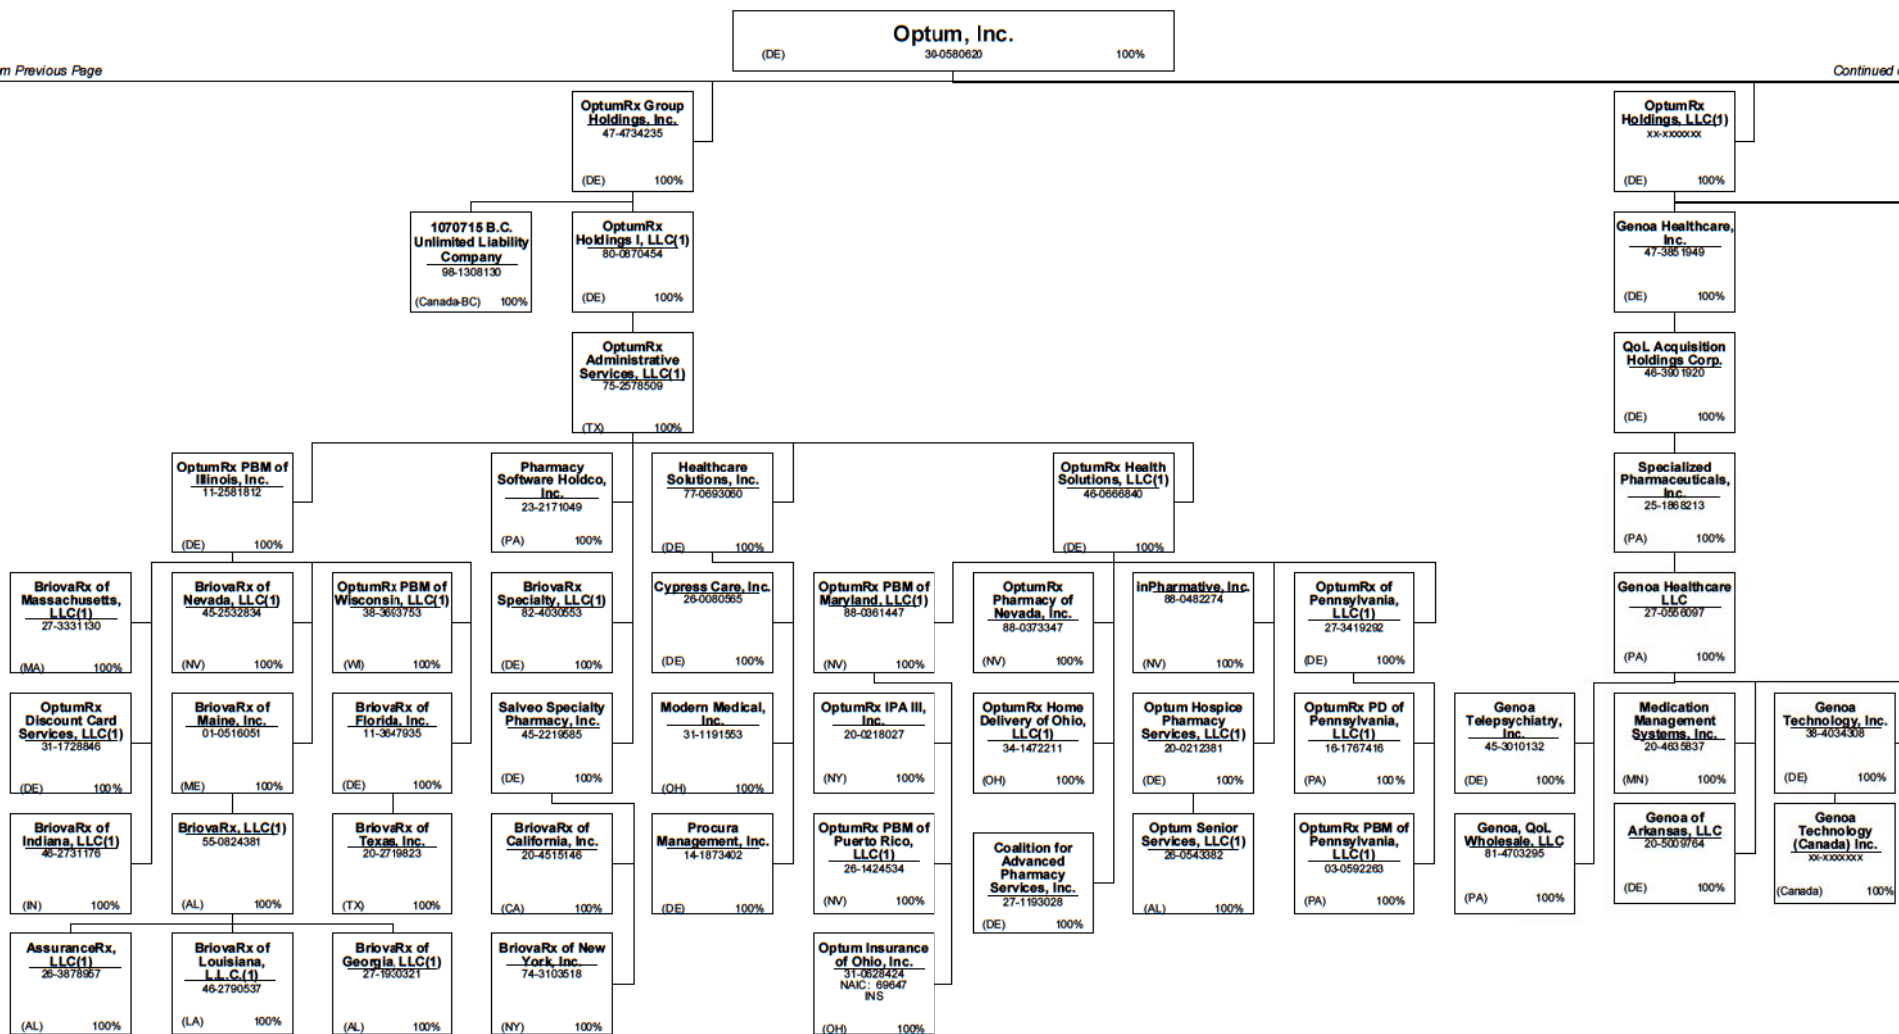 Optum, Inc.
(DE) 30-0580620 100%
m Previous Page
Continued
OptumRx Group
Holdings, Inc.
47-4734235
(DE) 100%
OptumRx
Holdings, LLC(1)
xx-xxxxxxx
(DE) 100%
1070715 B.C.
Unlimited Liability
Company
98-1308130
(Canada-BC) 100%
OptumRx
Holdings I, LLC(1)
80-0870454
(DE) 100%
Genoa Healthcare,
Inc.
47-3851949
(DE) 100%
OptumRx
Administrative
Services, LLC(1)
75-2578509
(TX) 100%
QoL Acquisition
Holdings Corp.
46-3901920
(DE) 100%
OptumRx PBM of
Illinois, Inc.
11-2581812
(DE) 100%
Pharmacy
Software Holdco,
Inc.
23-2171049
(PA) 100%
Healthcare
Solutions, Inc.
77-0693060
(DE) 100%
OptumRx Health
Solutions, LLC(1)
46-0666840
(DE) 100%
Specialized
Pharmaceuticals,
Inc.
25-1868213
(PA) 100%
BriovaRx of
Massachusetts,
LLC(1)
27-3331130
(MA) 100%
BriovaRx of
Nevada, LLC(1)
45-2532834
(NV) 100%
OptumRx PBM of
Wisconsin, LLC(1)
38-3693753
(WI) 100%
BriovaRx
Specialty, LLC(1)
82-4030553
(DE) 100%
Cypress Care, Inc.
26-0080565
(DE) 100%
OptumRx PBM of
Maryland, LLC(1)
88-0361447
(NV) 100%
OptumRx
Pharmacy of
Nevada, Inc.
88-0373347
(NV) 100%
inPharmative, Inc.
88-0482274
(NV) 100%
OptumRx of
Pennsylvania,
LLC(1)
27-3419292
(DE) 100%
Genoa Healthcare
LLC
27-0556097
(PA) 100%
OptumRx
Discount Card
Services, LLC(1)
31-1728846
(DE) 100%
BriovaRx of
Maine, Inc.
01-0516051
(ME) 100%
BriovaRx of
Florida, Inc.
11-3647935
(DE) 100%
Salveo Specialty
Pharmacy, Inc.
45-2219585
(DE) 100%
Modern Medical,
Inc.
31-1191553
(OH) 100%
OptumRx IPA III,
Inc.
20-0218027
(NY) 100%
OptumRx Home
Delivery of Ohio,
LLC(1)
34-1472211
(OH) 100%
Optum Hospice
Pharmacy
Services, LLC(1)
20-0212381
(DE) 100%
OptumRx PD of
Pennsylvania,
LLC(1)
16-1767416
(PA) 100%
Genoa
Telepsychiatry,
Inc.
45-3010132
(DE) 100%
Medication
Management
Systems, Inc.
20-4635837
(MN) 100%
Genoa
Technology, Inc.
38-4034308
(DE) 100%
BriovaRx of
Indiana, LLC(1)
46-2731176
(IN) 100%
BriovaRx, LLC(1)
55-0824381
(AL) 100%
BriovaRx of
Texas, Inc.
20-2719823
(TX) 100%
BriovaRx of
California, Inc.
20-4515146
(CA) 100%
Procura
Management, Inc.
14-1873402
(DE) 100%
OptumRx PBM of
Puerto Rico,
LLC(1)
26-1424534
(NV) 100%
Coalition for
Advanced
Pharmacy
Services, Inc.
27-1193028
(DE) 100%
Optum Senior
Services, LLC(1)
26-0543382
(AL) 100%
OptumRx PBM of
Pennsylvania,
LLC(1)
03-0592263
(PA) 100%
Genoa, QoL
Wholesale, LLC
81-4703295
(PA) 100%
Genoa of
Arkansas, LLC
20-5009764
(DE) 100%
Genoa
Technology
(Canada) Inc.
xx-xxxxxxx
(Canada) 100%
AssuranceRx,
LLC(1)
26-3878957
(AL) 100%
BriovaRx of
Louisiana,
L.L.C.(1)
46-2790537
(LA) 100%
BriovaRx of
Georgia LLC(1)
27-1930321
(AL) 100%
BriovaRx of New
York, Inc.
74-3103518
(NY) 100%
Optum Insurance
of Ohio, Inc.
31-0628424
NAIC: 69647
INS
(OH) 100%